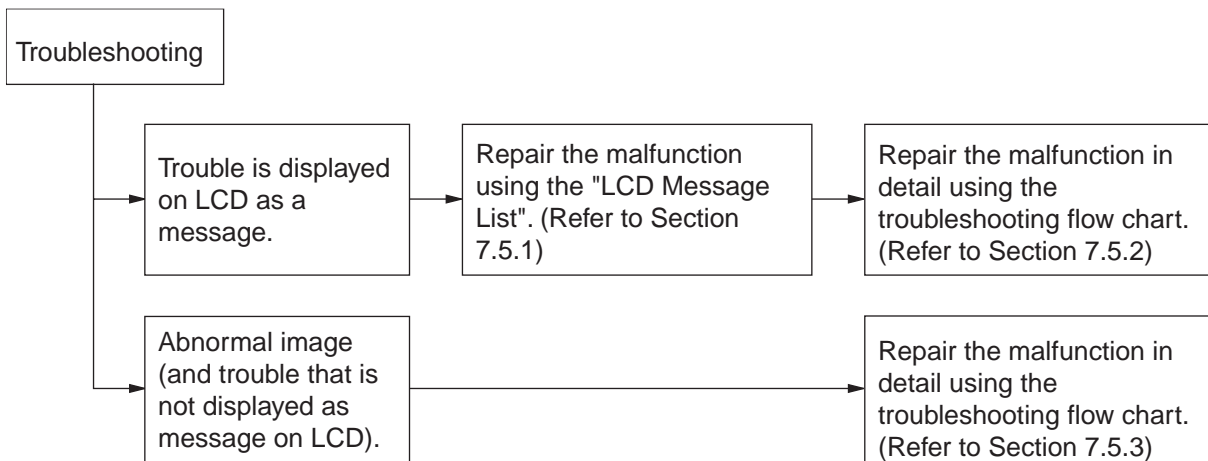 Troubleshooting
Trouble is displayed
on LCD as a
message.
Repair the malfunction
using the "LCD Message
List". (Refer to Section
7.5.1)
Repair the malfunction in
detail using the
troubleshooting flow chart.
(Refer to Section 7.5.2)
Abnormal image
(and trouble that is
not displayed as
message on LCD).
Repair the malfunction in
detail using the
troubleshooting flow chart.
(Refer to Section 7.5.3)